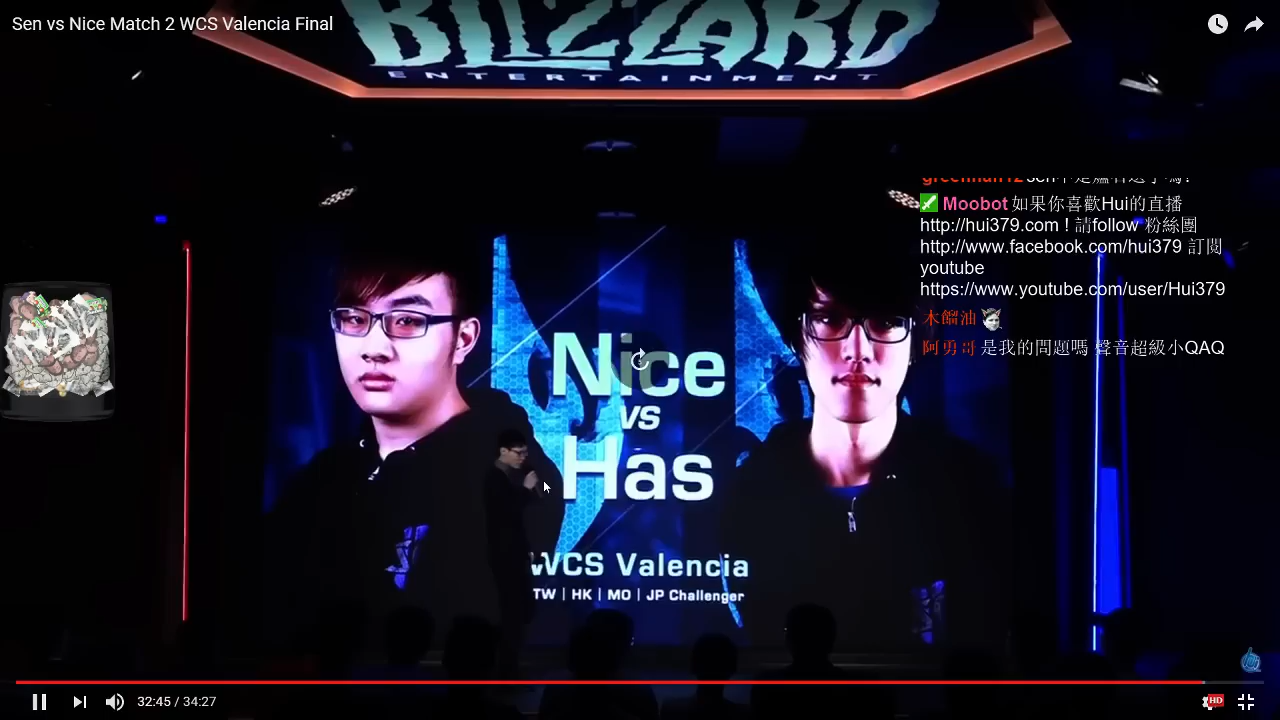 Sen vs Nice Match 2 WCS Valencia Final
BLIZZARD
ENTERTAINMENT
Moobot 如果你喜歡Hui的直播
http://hui379.com ! 請follow 粉絲團
http://www.facebook.com/hui379 訂閱
youtube
https://www.youtube.com/user/Hui379
木餾油
阿勇哥 是我的問題嗎 聲音超級小QAQ
Nice
vs
Has
WCS Valencia
TW | HK | MO | JP Challenger
32:45 / 34:27
HD